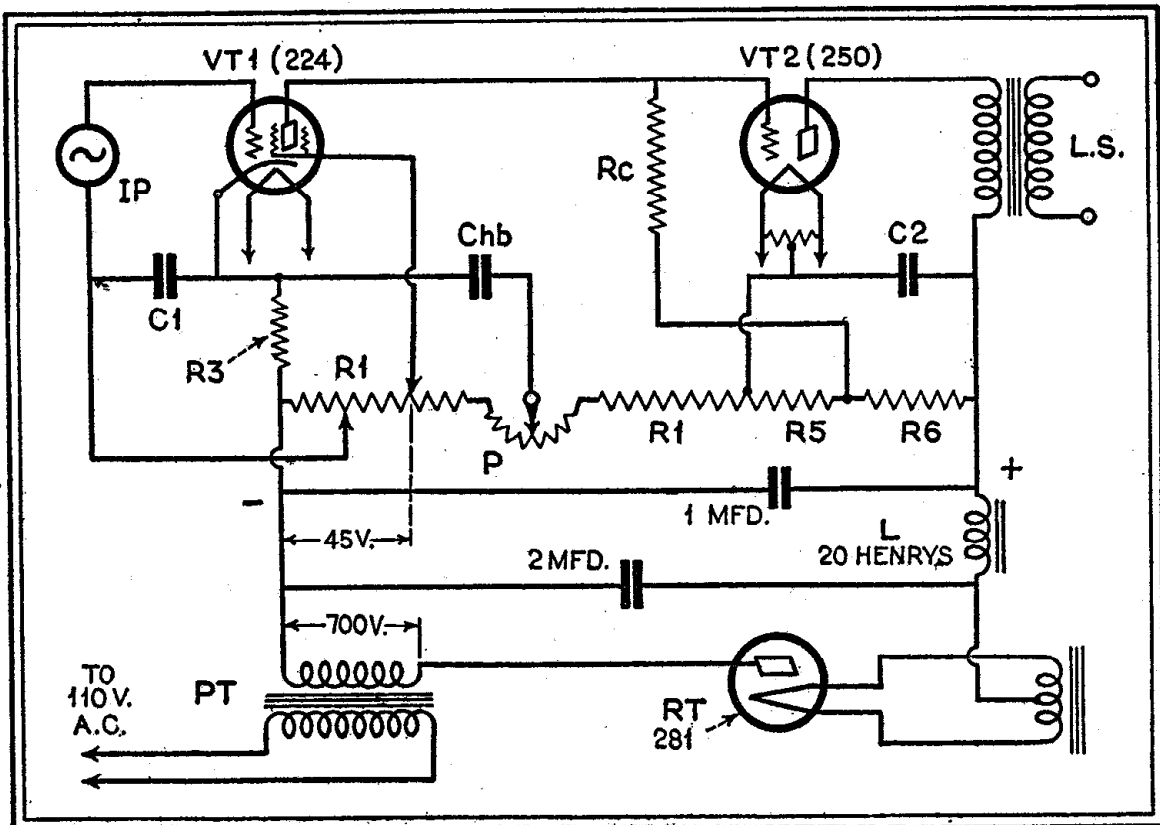 VT1 (224)
VT2 (250)
IP
Rc
L.S.
Chb
C2
C1
R3
R1
P
R1
R5
R6
+
-
1 MFD.
L
20 HENRYS
45V.
2 MFD.
700V.
TO
110 V.
A.C.
PT
RT
281